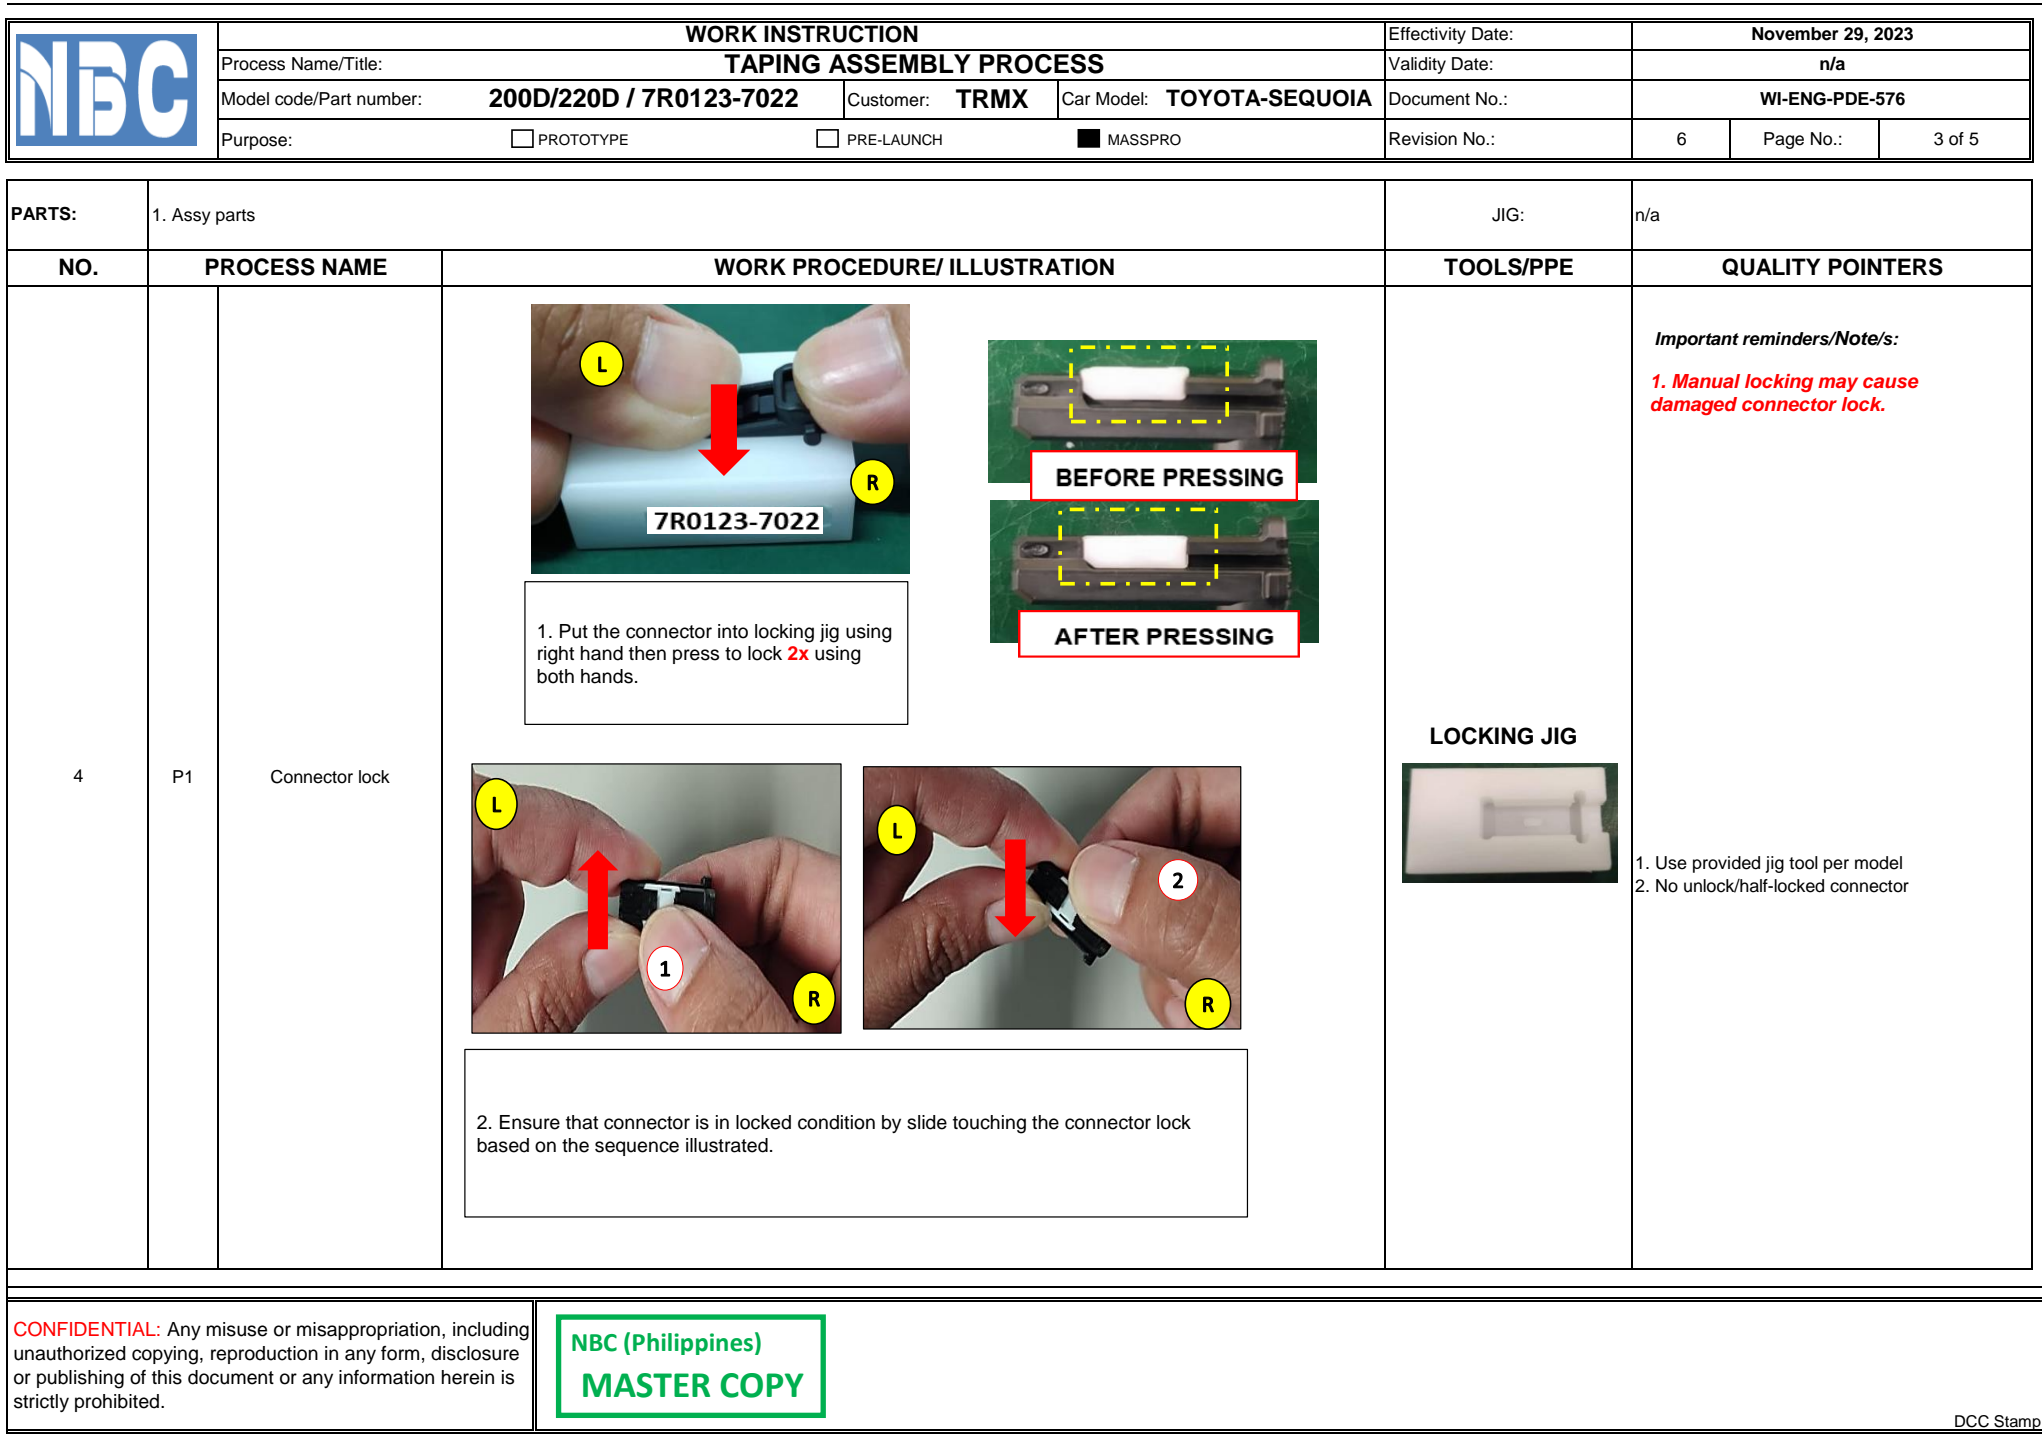 NBC
WORK INSTRUCTION
Effectivity Date:
November 29, 2023
Process Name/Title:
TAPING ASSEMBLY PROCESS
Validity Date:
n/a
Model code/Part number:
200D/220D / 7R0123-7022
Customer:
TRMX
Car Model:
TOYOTA-SEQUOIA
Document No.:
WI-ENG-PDE-576
Purpose:
PROTOTYPE
PRE-LAUNCH
MASSPRO
Revision No.:
6
Page No.:
3 of 5
PARTS:
1. Assy parts
JIG:
n/a
NO.
PROCESS NAME
WORK PROCEDURE/ ILLUSTRATION
TOOLS/PPE
QUALITY POINTERS
4
P1
Connector lock
L
R
7R0123-7022
BEFORE PRESSING
AFTER PRESSING
1. Put the connector into locking jig using
right hand then press to lock 2x using
both hands.
L
1
R
L
2
R
2. Ensure that connector is in locked condition by slide touching the connector lock
based on the sequence illustrated.
LOCKING JIG
Important reminders/Note/s:
1. Manual locking may cause
damaged connector lock.
1. Use provided jig tool per model
2. No unlock/half-locked connector
CONFIDENTIAL: Any misuse or misappropriation, including
unauthorized copying, reproduction in any form, disclosure
or publishing of this document or any information herein is
strictly prohibited.
NBC (Philippines)
MASTER COPY
DCC Stamp